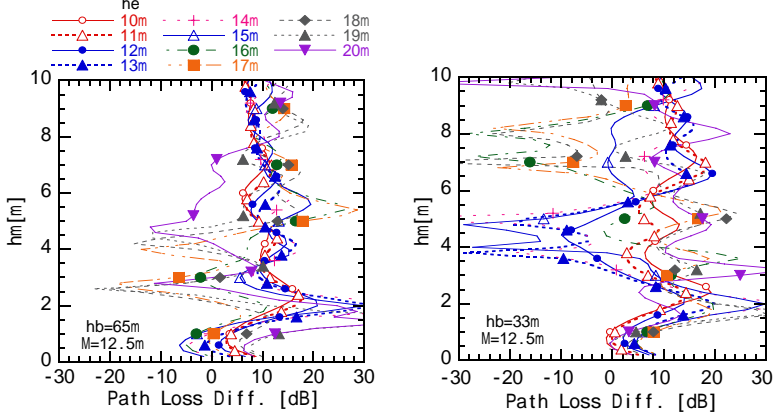 he
10m 14m 18m
11m 15m 19m
12m 16m 20m
13m 17m
10
8
6
4
2
0
hm[m]
hb=65m
M=12.5m
-30 -20 -10 0 10 20 30
Path Loss Diff. [dB]
10
8
6
4
2
0
hm[m]
hb=33m
M=12.5m
-30 -20 -10 0 10 20 30
Path Loss Diff. [dB]